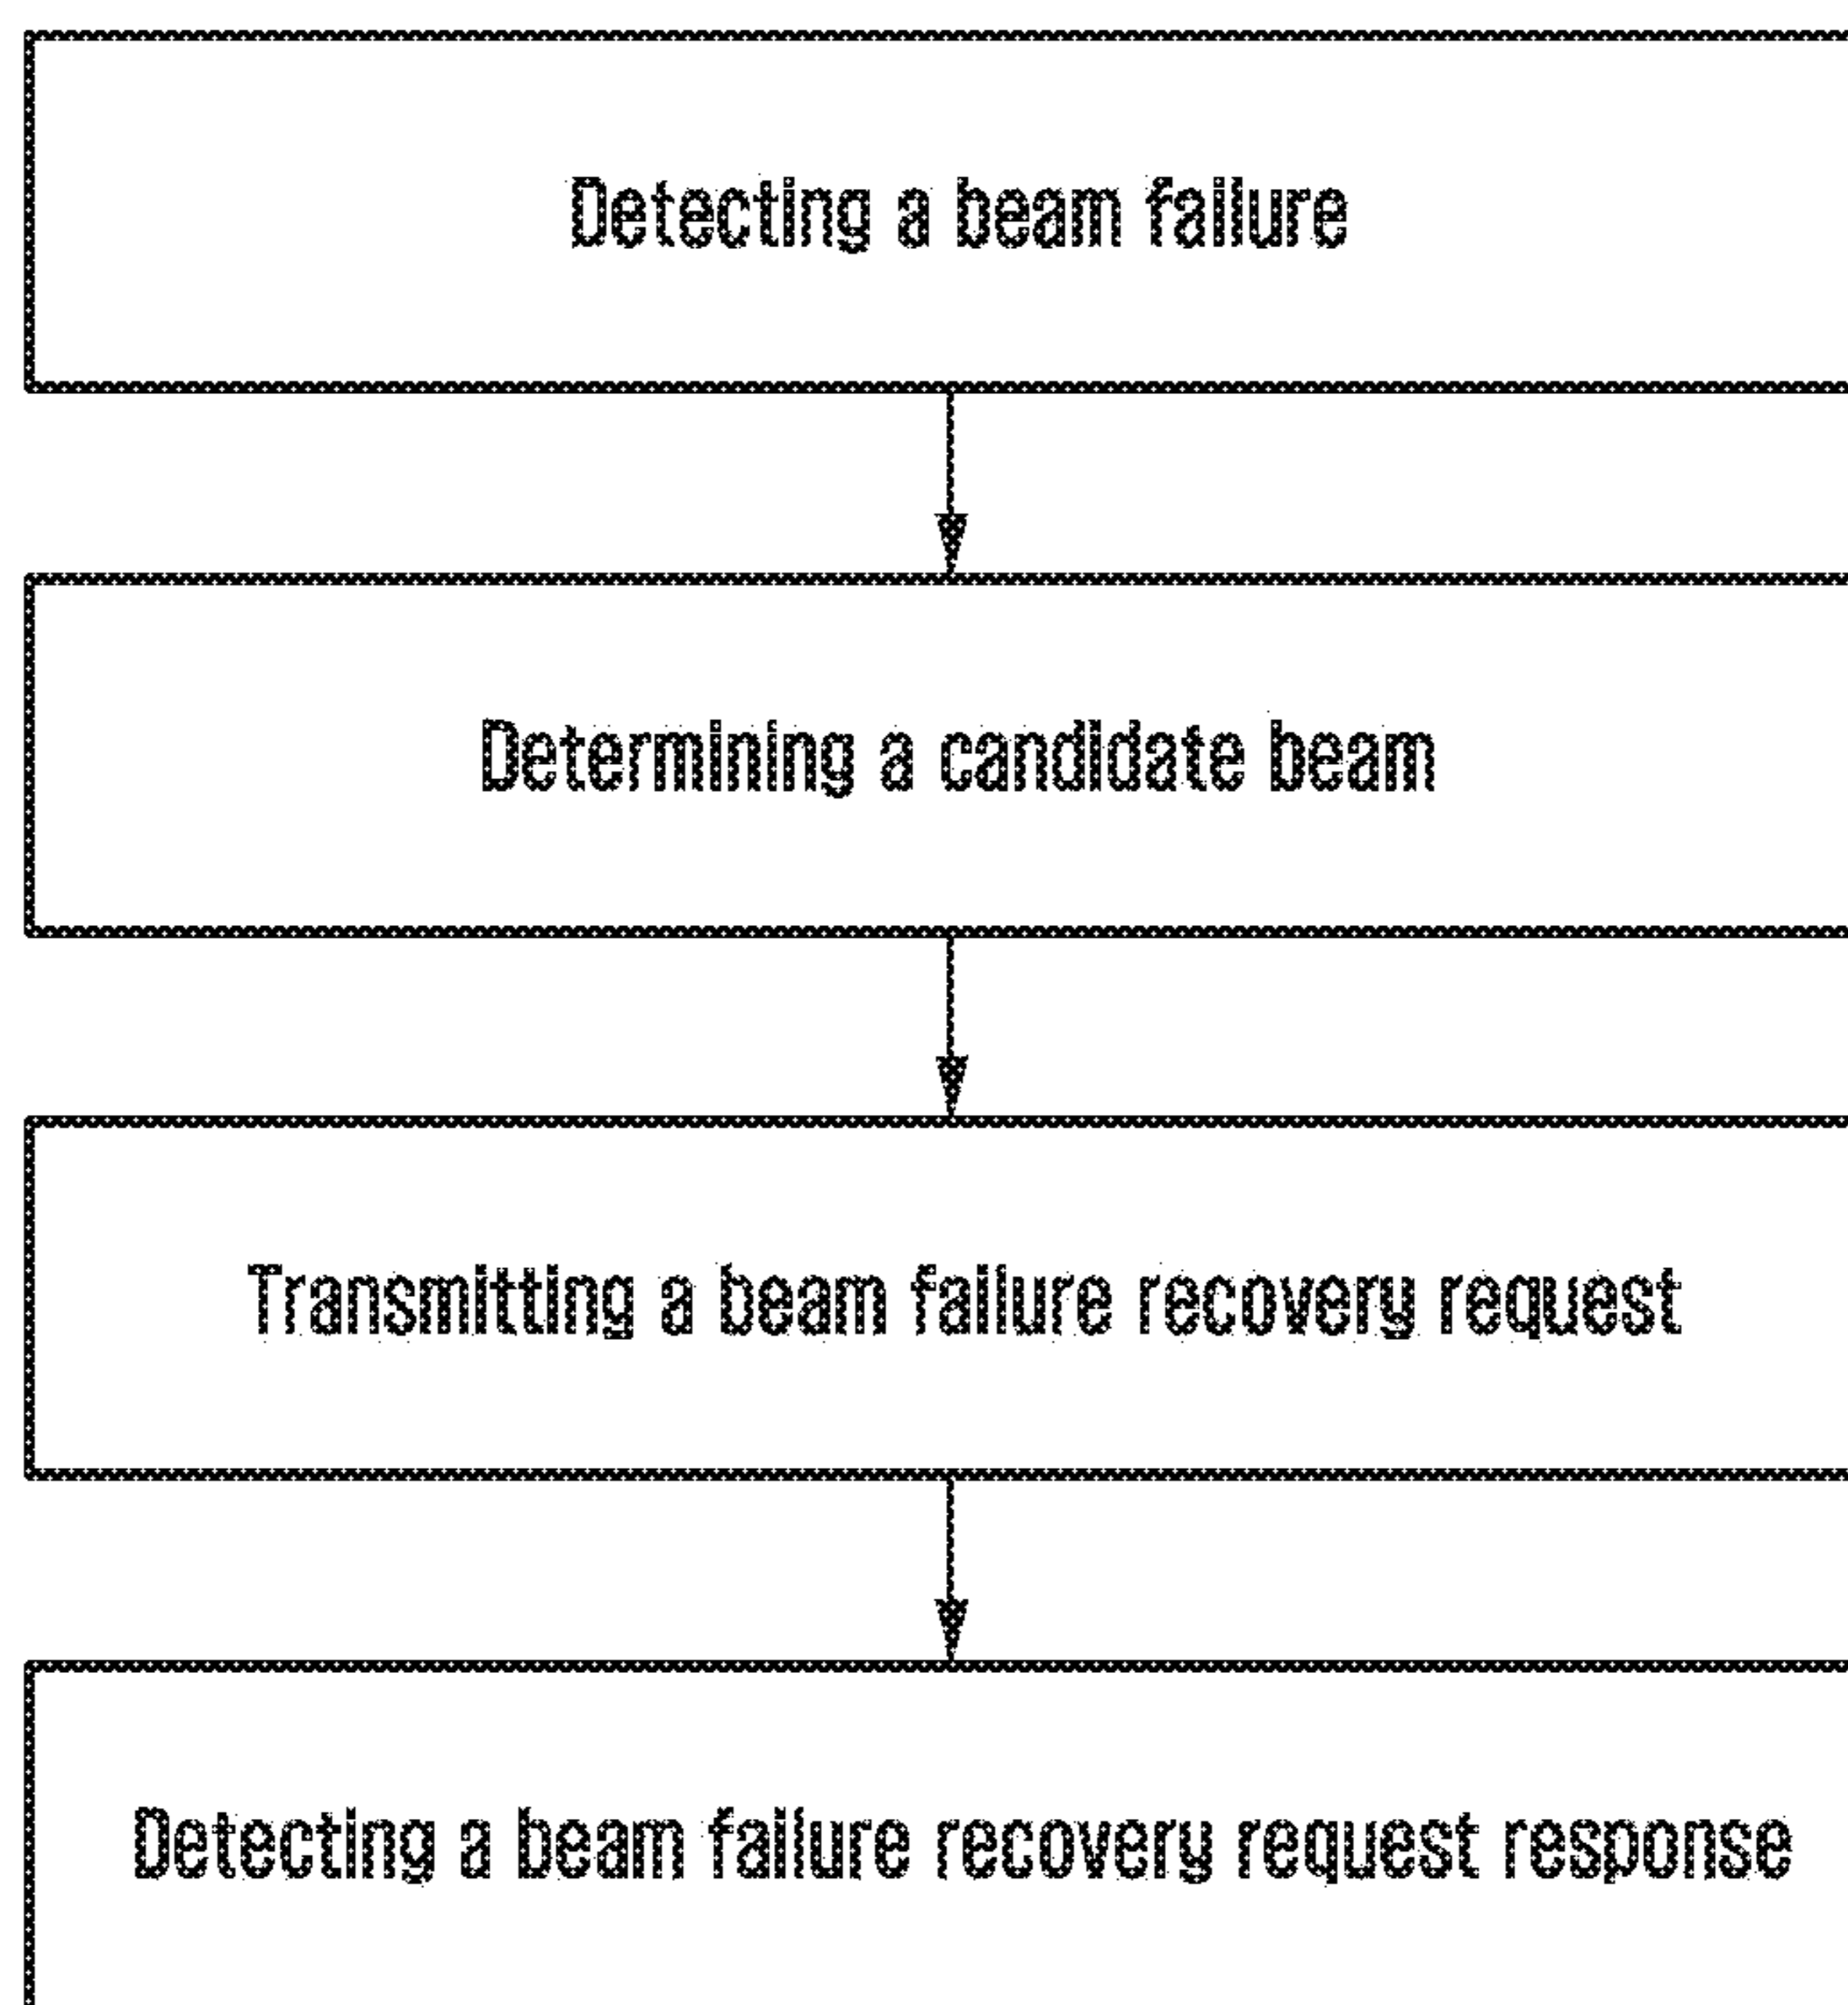 Detecting a beam failure
Determining a candidate beam
Transmitting a beam failure recovery request
Detecting a beam failure recovery request response